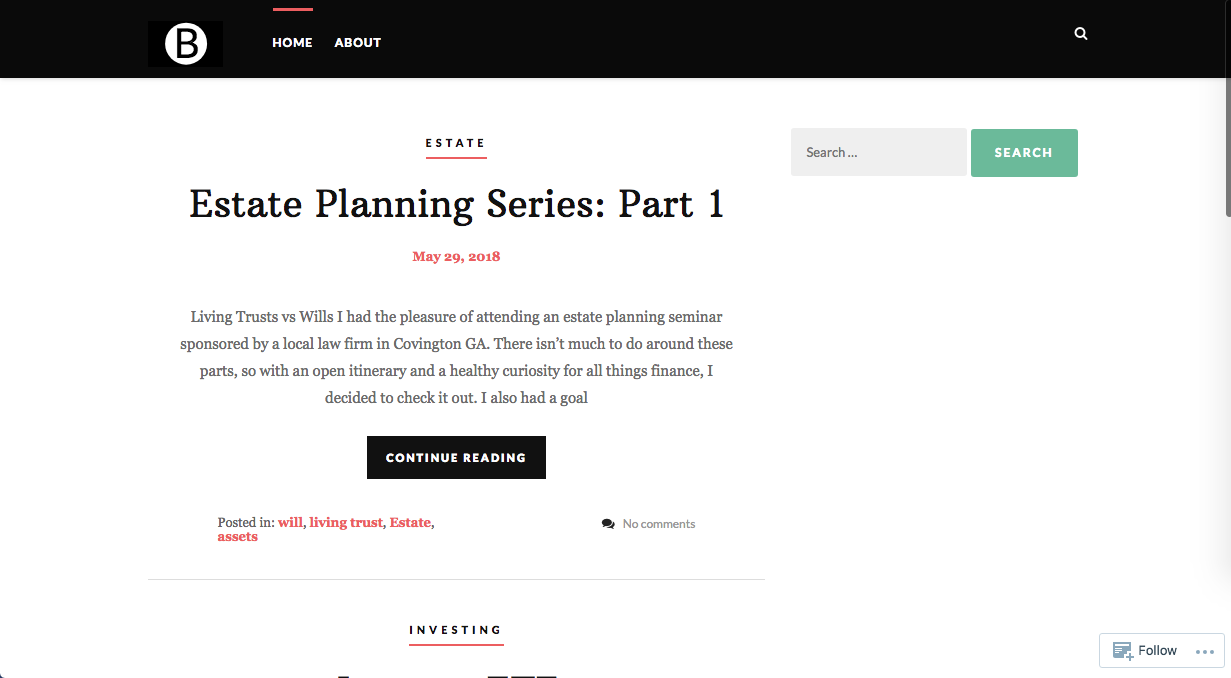 B
HOME ABOUT
ESTATE
Estate Planning Series: Part 1
May 29, 2018
Living Trusts vs Wills I had the pleasure of attending an estate planning seminar
sponsored by a local law firm in Covington GA. There isn’t much to do around these
parts, so with an open itinerary and a healthy curiosity for all things finance, I
decided to check it out. I also had a goal
CONTINUE READING
Posted in: will, living trust, Estate,
assets
No comments
Search ...
SEARCH
INVESTING
Follow